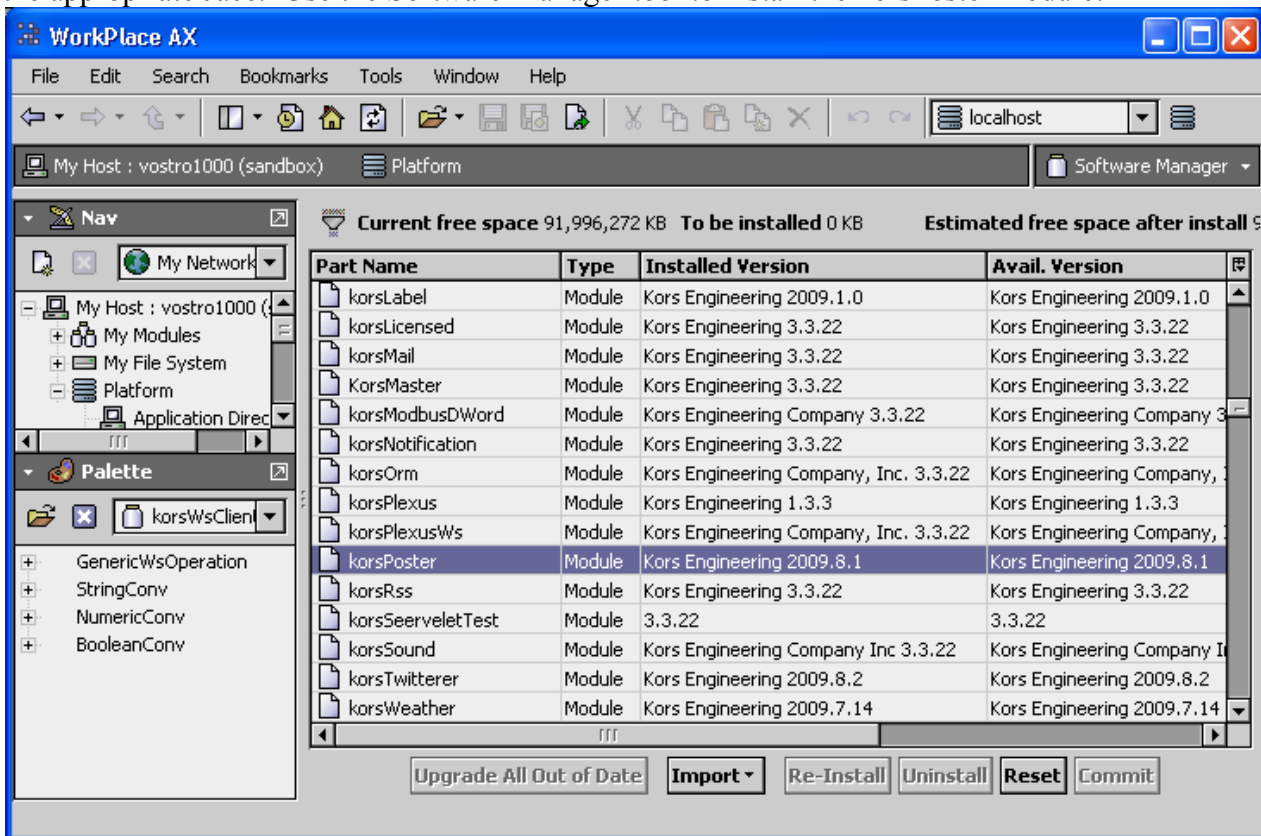 WorkPlace AX
File Edit Search Bookmarks Tools Window Help
localhost
My Host : vostro1000 (sandbox) Platform Software Manager
Nav
My Network
My Host : vostro1000 (
My Modules
My File System
Platform
Application Direc
Palette
korsWsClient
GenericWsOperation
StringConv
NumericConv
BooleanConv
Current free space 91,996,272 KB To be installed 0 KB Estimated free space after install 9
Part Name Type Installed Version Avail. Version
korsLabel Module Kors Engineering 2009.1.0 Kors Engineering 2009.1.0
korsLicensed Module Kors Engineering 3.3.22 Kors Engineering 3.3.22
korsMail Module Kors Engineering 3.3.22 Kors Engineering 3.3.22
KorsMaster Module Kors Engineering 3.3.22 Kors Engineering 3.3.22
korsModbusDWord Module Kors Engineering Company 3.3.22 Kors Engineering Company 3
korsNotification Module Kors Engineering 3.3.22 Kors Engineering 3.3.22
korsOrm Module Kors Engineering Company, Inc. 3.3.22 Kors Engineering Company,
korsPlexus Module Kors Engineering 1.3.3 Kors Engineering 1.3.3
korsPlexusWs Module Kors Engineering Company, Inc. 3.3.22 Kors Engineering Company,
korsPoster Module Kors Engineering 2009.8.1 Kors Engineering 2009.8.1
korsRss Module Kors Engineering 3.3.22 Kors Engineering 3.3.22
korsSeerveletTest Module 3.3.22 3.3.22
korsSound Module Kors Engineering Company Inc 3.3.22 Kors Engineering Company I
korsTwitterer Module Kors Engineering 2009.8.2 Kors Engineering 2009.8.2
korsWeather Module Kors Engineering 2009.7.14 Kors Engineering 2009.7.14
Upgrade All Out of Date Import Re-Install Uninstall Reset Commit